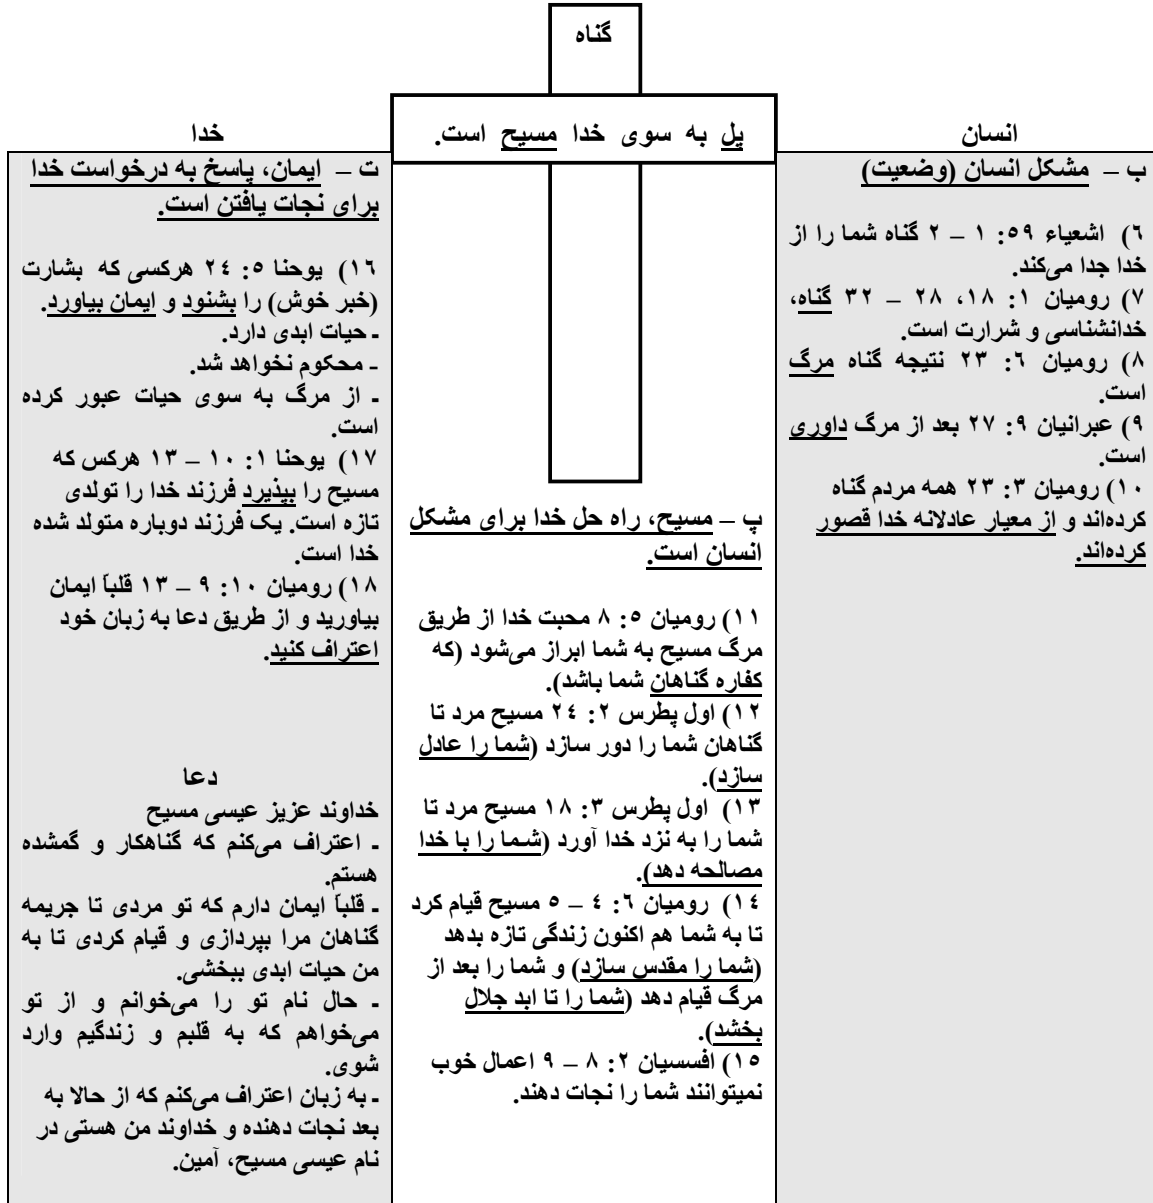 گناه
پل به سوی خدا مسیح است.
انسان
ب – مشکل انسان (وضعیت)
٦) اشعیاء ٥٩: ١ – ٢ گناه شما را از
خدا جدا می‌کند.
٧) رومیان ١: ١٨، ٢٨ – ٣٢ گناه،
خدانشناسی و شرارت است.
٨) رومیان ٦: ٢٣ نتیجه گناه مرگ
است.
٩) عبرانیان ٩: ٢٧ بعد از مرگ داوری
است.
١٠) رومیان ٣: ٢٣ همه مردم گناه
کرده‌اند و از معیار عادلانه خدا قصور
کرده‌اند.
پ – مسیح، راه حل خدا برای مشکل
انسان است.
١١) رومیان ٥: ٨ محبت خدا از طریق
مرگ مسیح به شما ابراز می‌شود (که
کفاره گناهان شما باشد).
١٢) اول پطرس ٢: ٢٤ مسیح مرد تا
گناهان شما را دور سازد (شما را عادل
سازد).
١٣) اول پطرس ٣: ١٨ مسیح مرد تا
شما را به نزد خدا آورد (شما را با خدا
مصالحه دهد).
١٤) رومیان ٦: ٤ – ٥ مسیح قیام کرد
تا به شما هم اکنون زندگی تازه بدهد
(شما را مقدس سازد) و شما را بعد از
مرگ قیام دهد (شما را تا ابد جلال
بخشد).
١٥) افسسیان ٢: ٨ – ٩ اعمال خوب
نمیتوانند شما را نجات دهند.
خدا
ت – ایمان، پاسخ به درخواست خدا
برای نجات یافتن است.
١٦) یوحنا ٥: ٢٤ هرکسی که بشارت
(خبر خوش) را بشنود و ایمان بیاورد.
- حیات ابدی دارد.
- محکوم نخواهد شد.
- از مرگ به سوی حیات عبور کرده
است.
١٧) یوحنا ١: ١٠ – ١٣ هرکس که
مسیح را بپذیرد فرزند خدا را تولدی
تازه است. یک فرزند دوباره متولد شده
خدا است.
١٨) رومیان ١٠: ٩ – ١٣ قلباً ایمان
بیاورید و از طریق دعا به زبان خود
اعتراف کنید.
دعا
خداوند عزیز عیسی مسیح
- اعتراف می‌کنم که گناهکار و گمشده
هستم.
- قلباً ایمان دارم که تو مردی تا جریمه
گناهان مرا بپردازی و قیام کردی تا به
من حیات ابدی ببخشی.
- حال نام تو را می‌خوانم و از تو
می‌خواهم که به قلبم و زندگیم وارد
شوی.
- به زبان اعتراف می‌کنم که از حالا به
بعد نجات دهنده و خداوند من هستی در
نام عیسی مسیح، آمین.